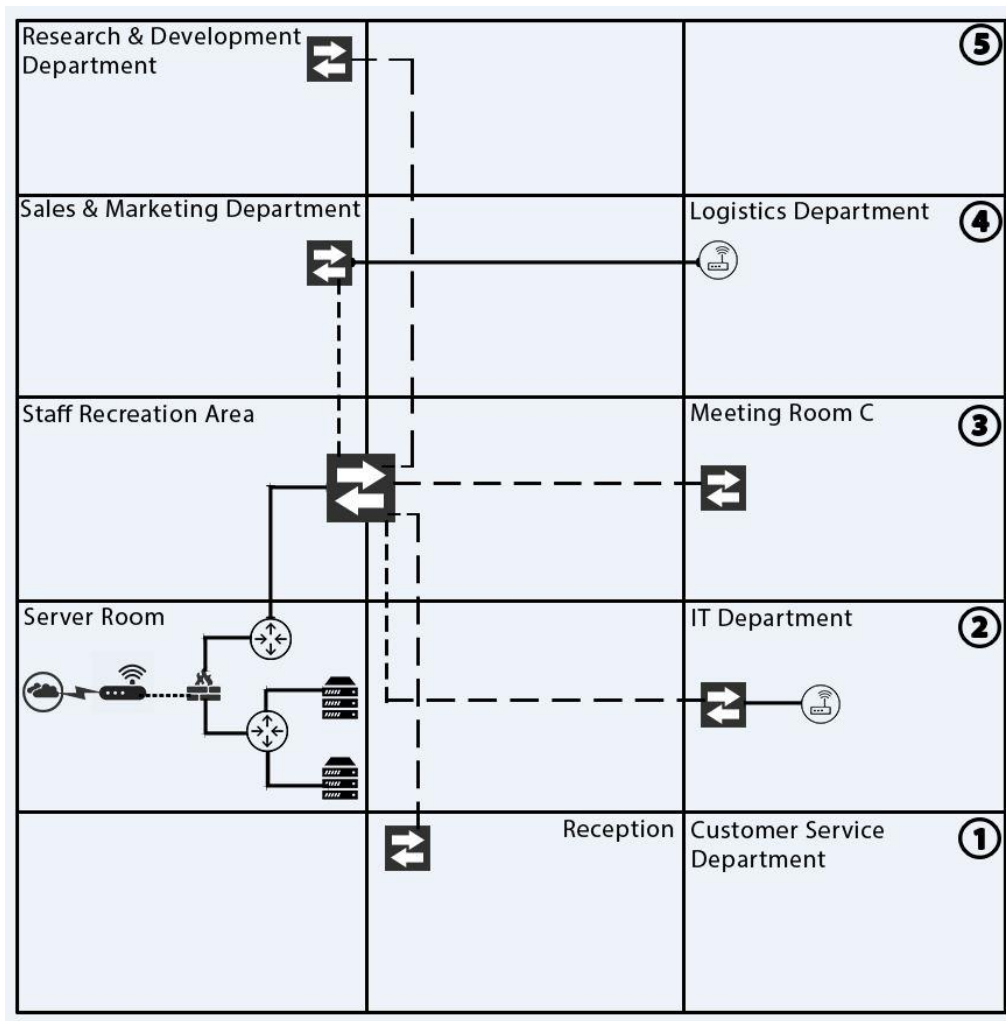 Research & Development
Department
5
Sales & Marketing Department
Logistics Department
4
Staff Recreation Area
Meeting Room C
3
Server Room
IT Department
2
Reception
Customer Service
Department
1